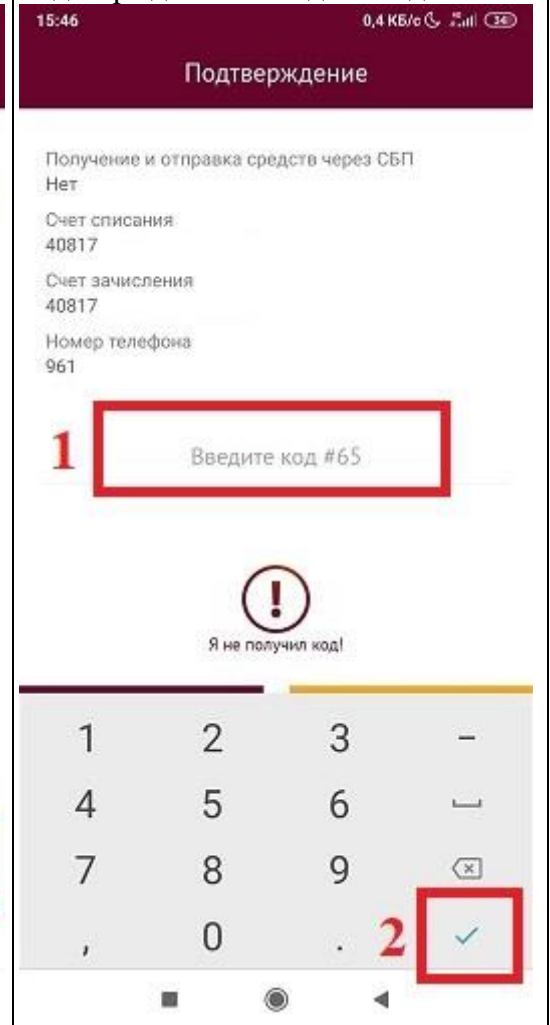 15:46 0,4 КБ/с 34
Подтверждение
Получение и отправка средств через СБП
Нет
Счет списания
40817
Счет зачисления
40817
Номер телефона
961
1 Введите код #65
!
Я не получил код!
1 2 3 –
4 5 6
7 8 9
, 0 . 2